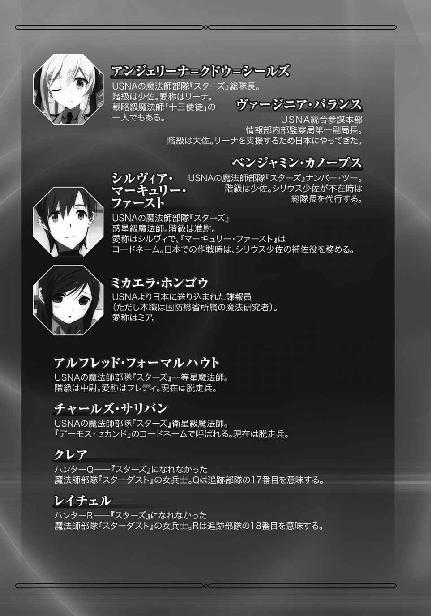 アンジェリーナ=クドウ=シールズ
USNAの魔法師部隊『スターズ』総隊長。
階級は少佐。愛称はリーナ。
戦略級魔法師『十三使徒』の
一人でもある。
ヴァージニア・バランス
USNA統合参謀本部
情報部内部監察局第一副局長。
階級は大佐。リーナを支援するため日本にやってきた。
ベンジャミン・カノープス
USNAの魔法師部隊『スターズ』ナンバー・ツー。
階級は少佐。シリウス少佐が不在時は
総隊長を代行する。
シルヴィア・
マーキュリー・
ファースト
USNAの魔法師部隊『スターズ』
惑星級魔法師。階級は准尉。
愛称はシルヴィで、『マーキュリー・ファースト』は
コードネーム。日本での作戦時は、シリウス少佐の補佐役を務める。
ミカエラ・ホンゴウ
USNAより日本に送り込まれた諜報員
（ただし本職は国防総省所属の魔法研究者）。
愛称はミア。
アルフレッド・フォーマルハウト
USNAの魔法師部隊『スターズ』一等星魔法師。
階級は中尉。愛称はフレディ。現在は脱走兵。
チャールズ・サリバン
USNAの魔法師部隊『スターズ』衛星級魔法師。
『デーモス・セカンド』のコードネームで呼ばれる。現在は脱走兵。
クレア
ハンターQ——『スターズ』になれなかった
魔法師部隊『スターダスト』の女兵士。Qは追跡部隊の17番目を意味する。
レイチェル
ハンターR——『スターズ』になれなかった
魔法師部隊『スターダスト』の女兵士。Rは追跡部隊の18番目を意味する。